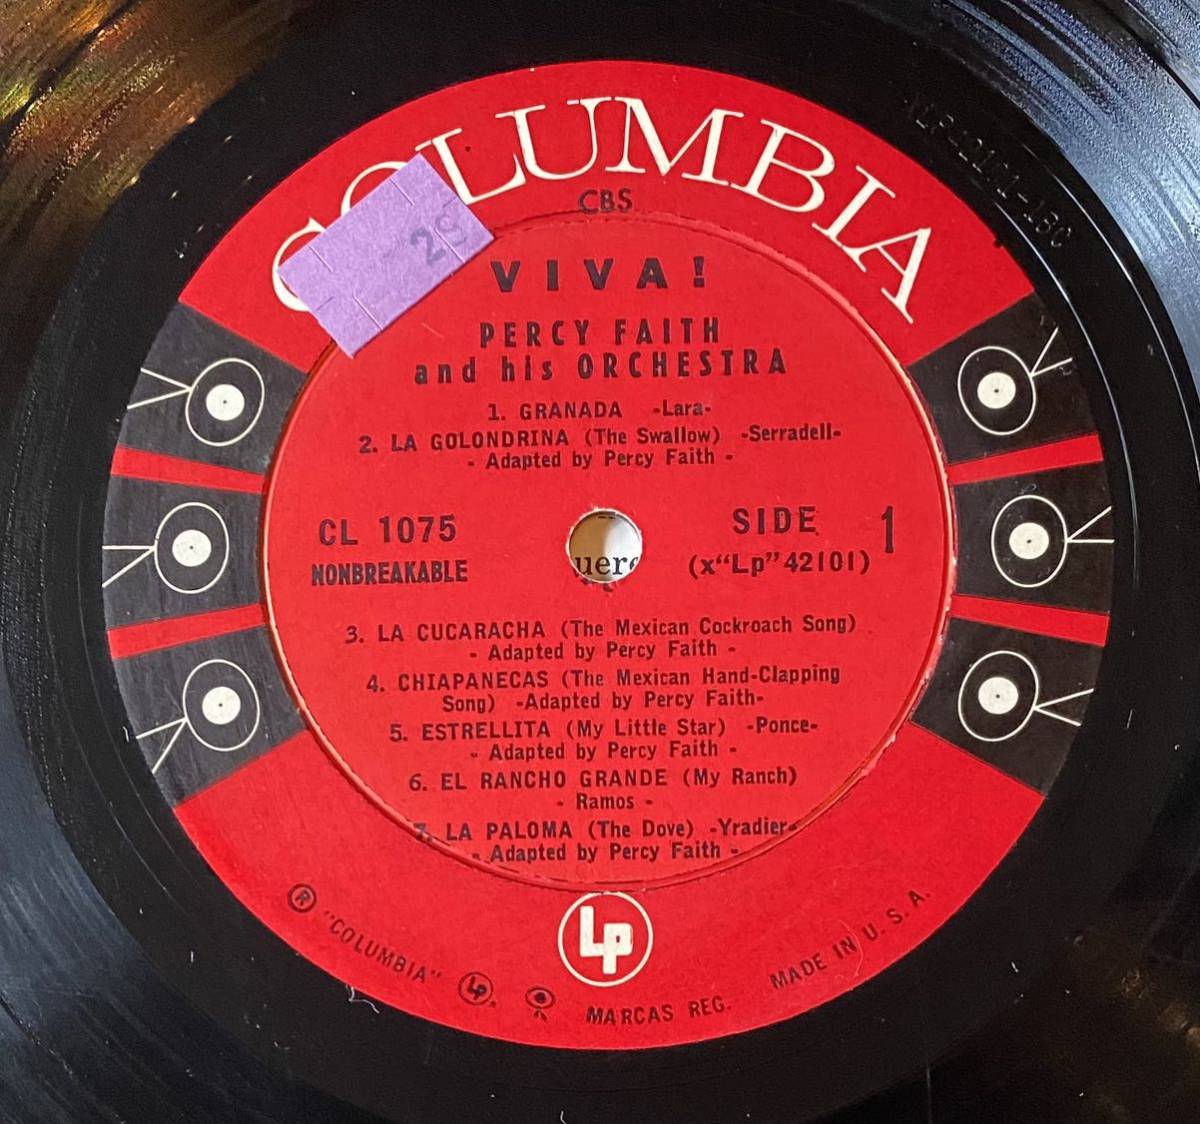 COLUMBIA
CBS
2
VIVA!
PERCY FAITH
and his ORCHESTRA
1. GRANADA -Lara-
2. LA GOLONDRINA (The Swallow) -Serradell-
- Adapted by Percy Faith -
CL 1075
NONBREAKABLE
SIDE 1
(x“Lp”42101)
3. LA CUCARACHA (The Mexican Cockroach Song)
- Adapted by Percy Faith -
4. CHIAPANECAS (The Mexican Hand-Clapping
Song) -Adapted by Percy Faith-
5. ESTRELLITA (My Little Star) -Ponce-
- Adapted by Percy Faith -
6. EL RANCHO GRANDE (My Ranch)
- Ramos -
7. LA PALOMA (The Dove) -Yradier-
- Adapted by Percy Faith -
Lp
® "COLUMBIA" Lp. MARCAS REG. MADE IN U. S. A.